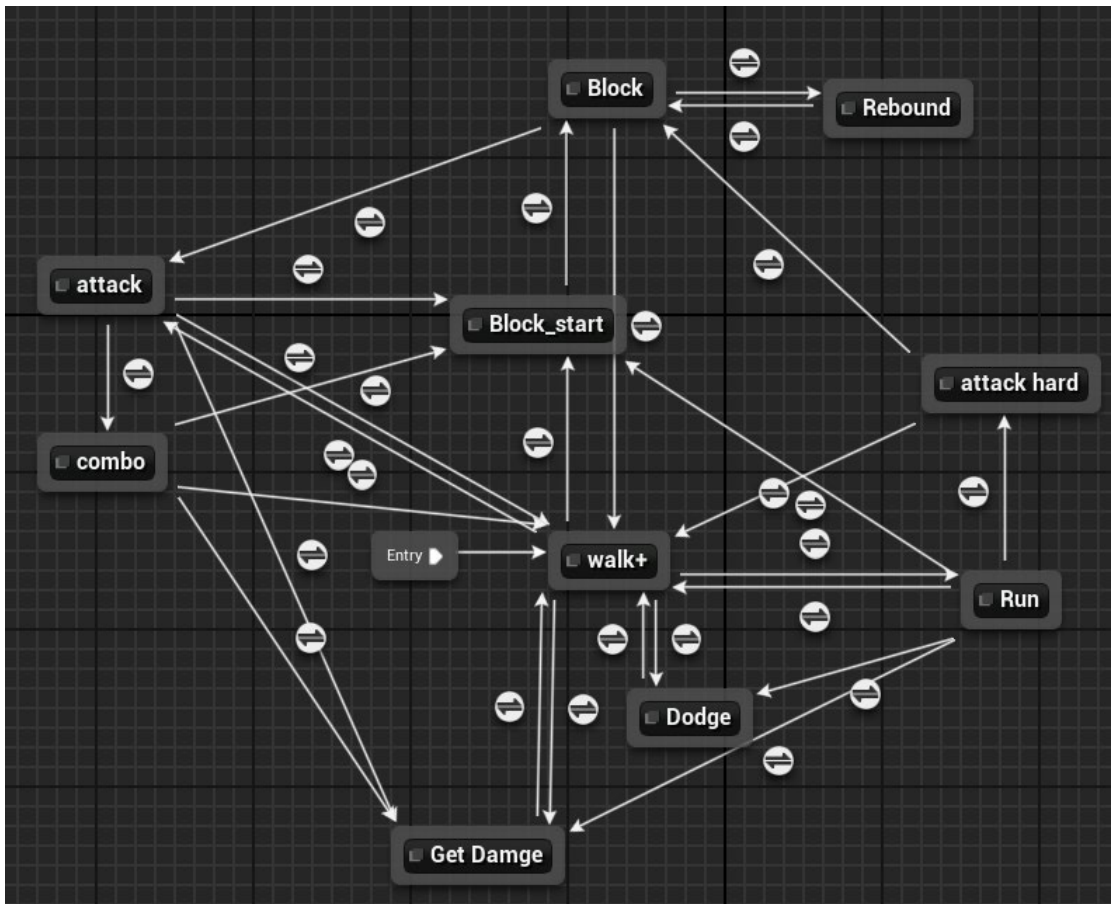 Block
Rebound
attack
Block_start
attack hard
combo
Entry
walk+
Run
Dodge
Get Damge